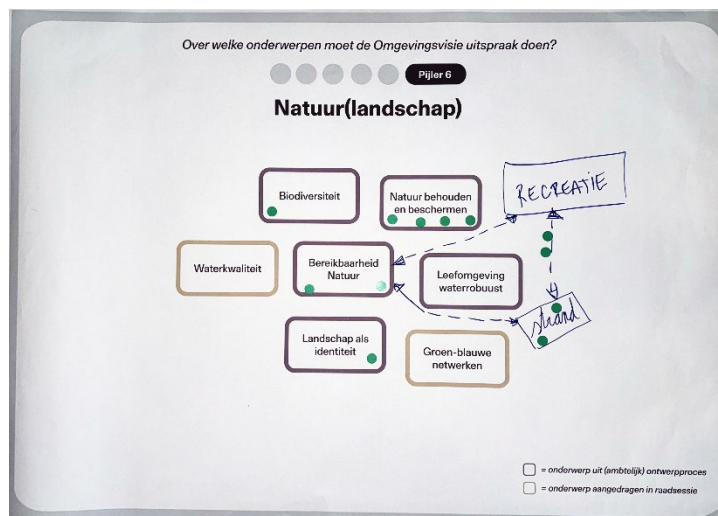 Over welke onderwerpen moet de Omgevingsvisie uitspraak doen?
Pijler 6
Natuur(landschap)
Biodiversiteit
Natuur behouden
en beschermen
RECREATIE
Waterkwaliteit
Bereikbaarheid
Natuur
Leefomgeving
waterrobuust
strand
Landschap als
identiteit
Groen-blauwe
netwerken
= onderwerp uit (ambtelijk) ontwerpproces
= onderwerp aangedragen in raadsessie